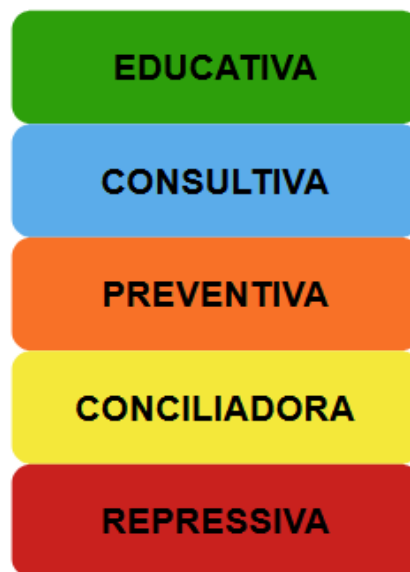 EDUCATIVA
CONSULTIVA
PREVENTIVA
CONCILIADORA
REPRESSIVA